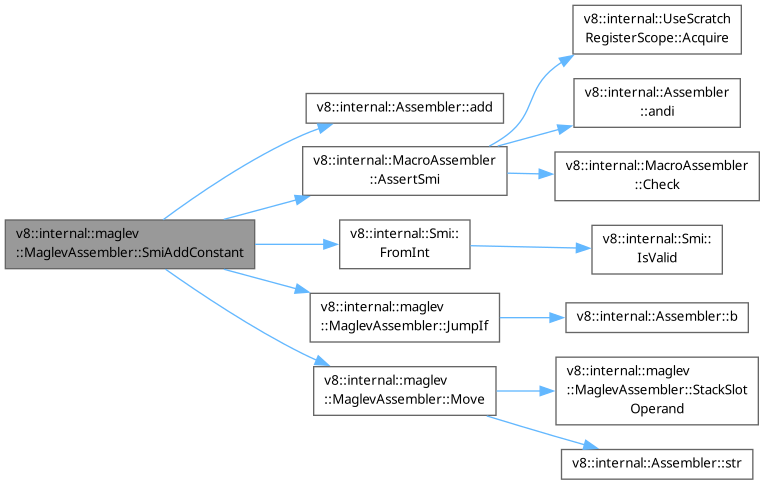 v8::internal::maglev
::MaglevAssembler::SmiAddConstant
v8::internal::Assembler::add
v8::internal::MacroAssembler
::AssertSmi
v8::internal::UseScratch
RegisterScope::Acquire
v8::internal::Assembler
::andi
v8::internal::MacroAssembler
::Check
v8::internal::Smi::
FromInt
v8::internal::Smi::
IsValid
v8::internal::maglev
::MaglevAssembler::JumpIf
v8::internal::Assembler::b
v8::internal::maglev
::MaglevAssembler::Move
v8::internal::maglev
::MaglevAssembler::StackSlot
Operand
v8::internal::Assembler::str